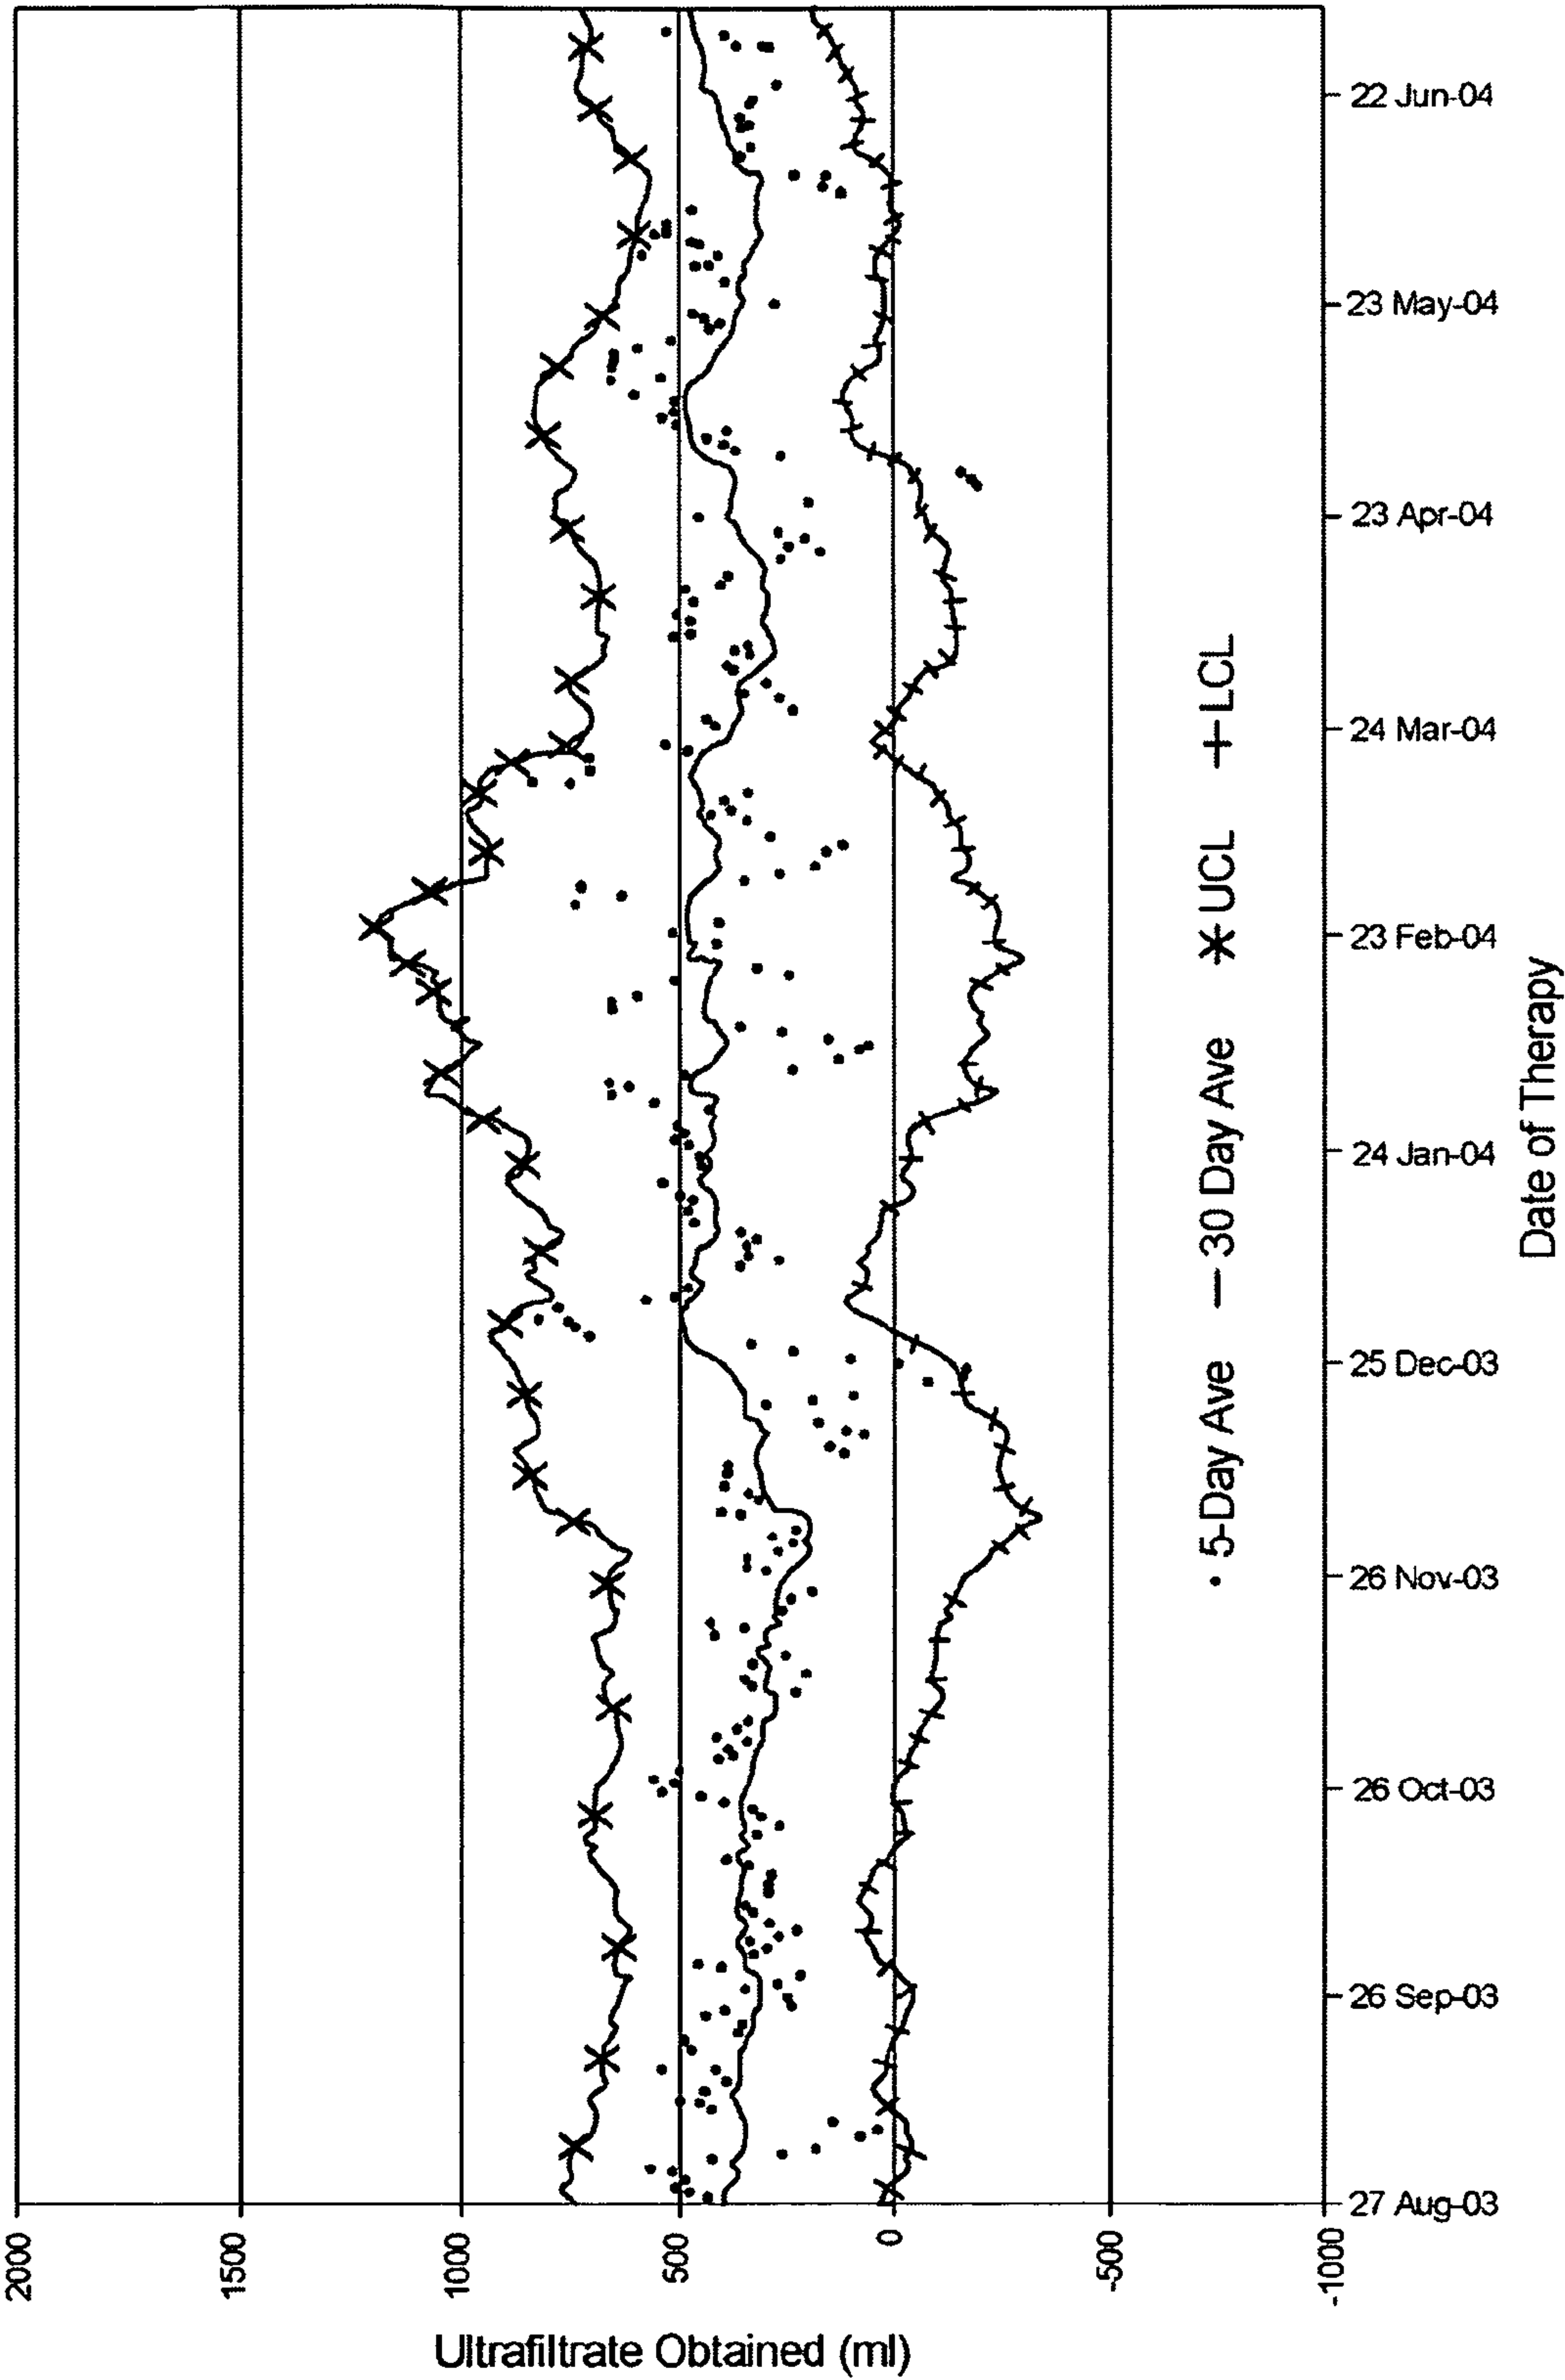 Ultrafiltrate Obtained (ml)
2000
1500
1000
500
0
-500
-1000
27 Aug-03
26 Sep-03
26 Oct-03
26 Nov-03
25 Dec-03
24 Jan-04
23 Feb-04
24 Mar-04
23 Apr-04
23 May-04
22 Jun-04
5-Day Ave 30 Day Ave UCL LCL
Date of Therapy